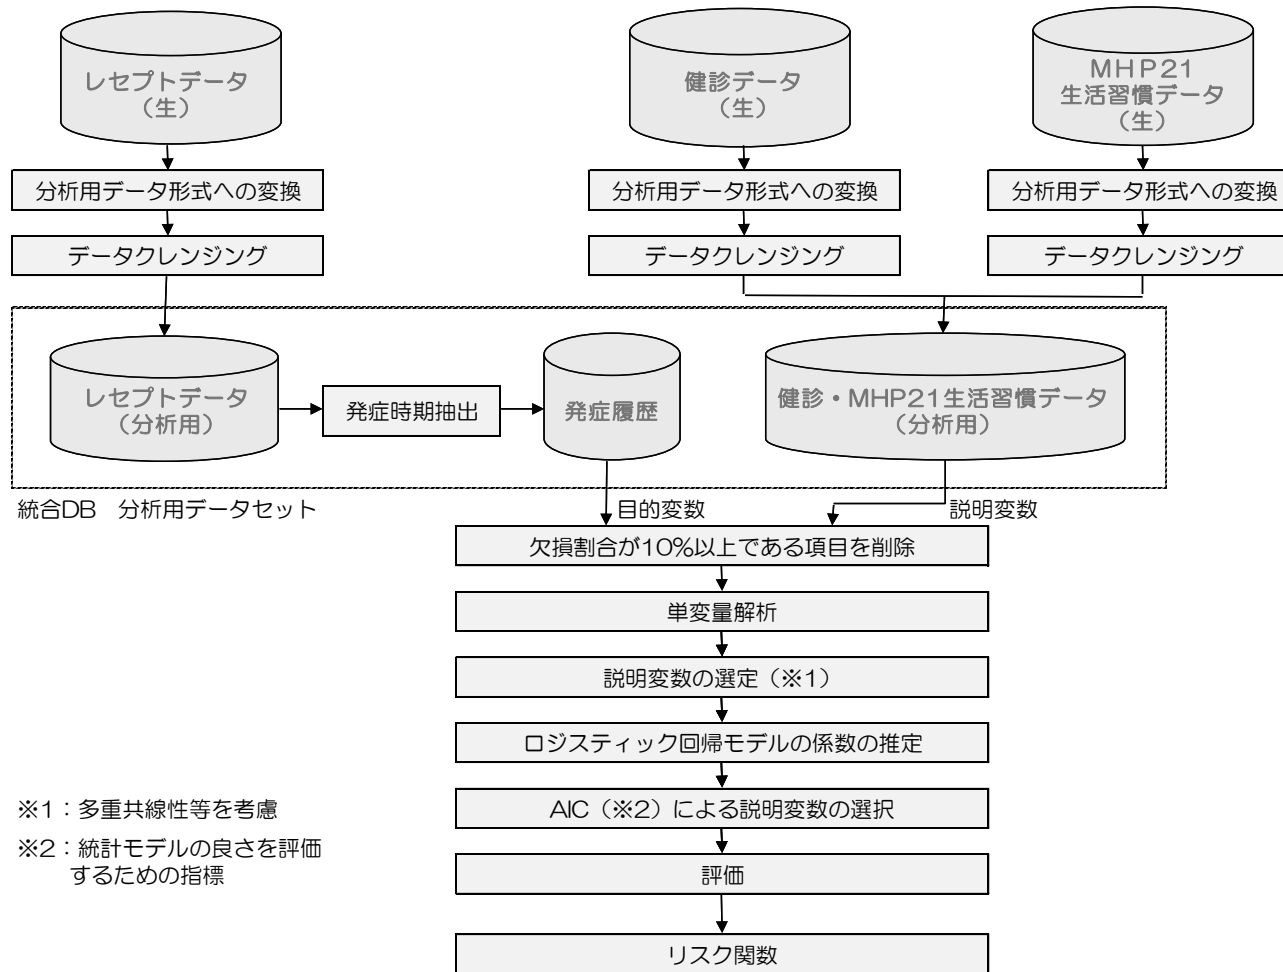 レセプトデータ
（生）
健診データ
（生）
MHP21
生活習慣データ
（生）
分析用データ形式への変換
分析用データ形式への変換
分析用データ形式への変換
データクレンジング
データクレンジング
データクレンジング
レセプトデータ
（分析用）
発症時期抽出
発症履歴
健診・MHP21生活習慣データ
（分析用）
統合DB　分析用データセット
目的変数
説明変数
欠損割合が10%以上である項目を削除
単変量解析
説明変数の選定（※1）
ロジスティック回帰モデルの係数の推定
AIC（※2）による説明変数の選択
評価
リスク関数
※1：多重共線性等を考慮
※2：統計モデルの良さを評価
するための指標